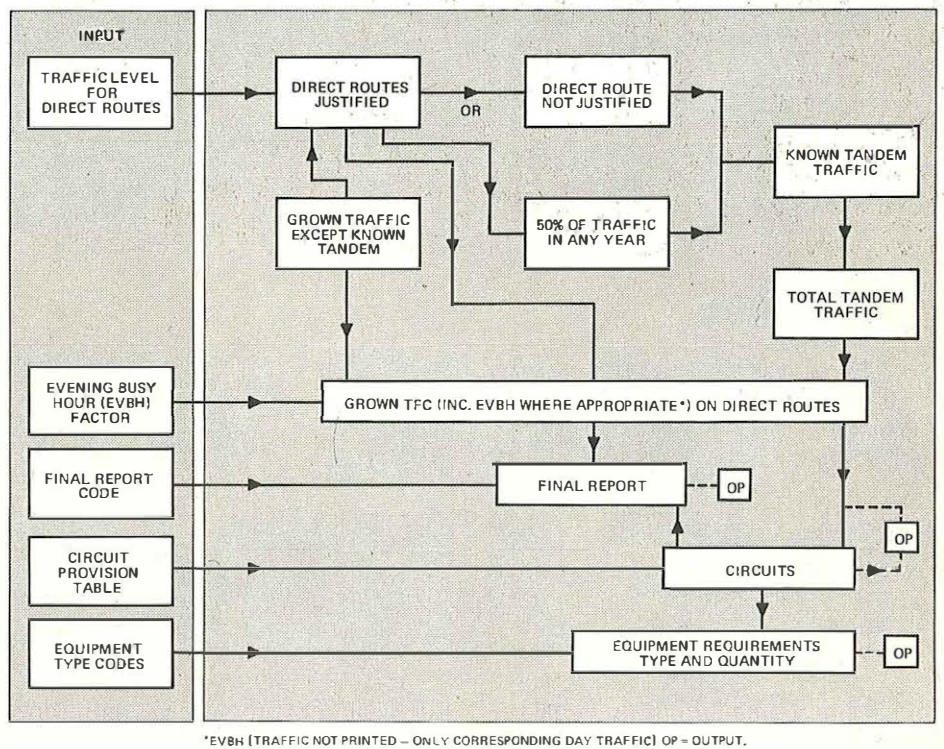 INPUT
TRAFFIC LEVEL
FOR
DIRECT ROUTES
DIRECT ROUTES
JUSTIFIED
OR
DIRECT ROUTE
NOT JUSTIFIED
KNOWN TANDEM
TRAFFIC
GROWN TRAFFIC
EXCEPT KNOWN
TANDEM
50% OF TRAFFIC
IN ANY YEAR
TOTAL TANDEM
TRAFFIC
EVENING BUSY
HOUR (EVBH)
FACTOR
GROWN TFC (INC. EVBH WHERE APPROPRIATE*) ON DIRECT ROUTES
FINAL REPORT
CODE
FINAL REPORT
OP
OP
CIRCUIT
PROVISION
TABLE
CIRCUITS
EQUIPMENT
TYPE CODES
EQUIPMENT REQUIREMENTS
TYPE AND QUANTITY
OP
*EVBH (TRAFFIC NOT PRINTED – ONLY CORRESPONDING DAY TRAFFIC) OP = OUTPUT.